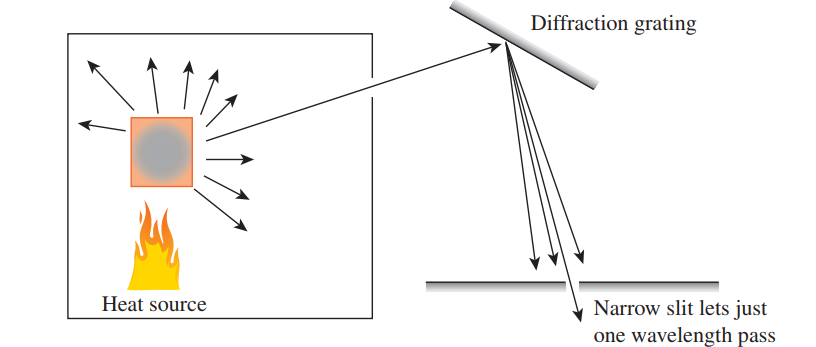 Diffraction grating
Heat source
Narrow slit lets just
one wavelength pass